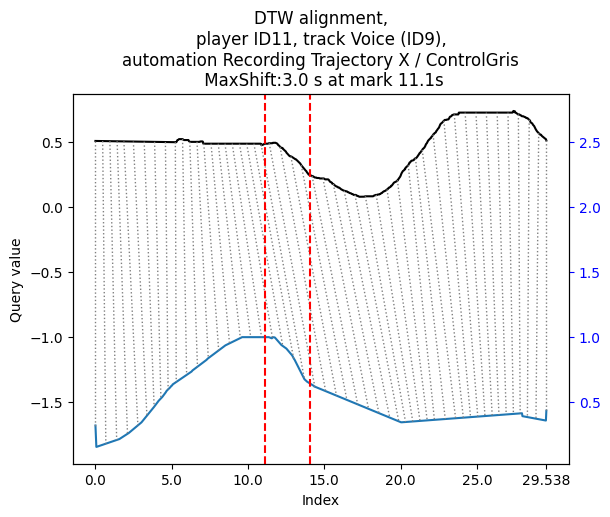 DTW alignment,
player ID11, track Voice (ID9),
automation Recording Trajectory X / ControlGris
MaxShift:3.0 s at mark 11.1s
0.5
0.0
−0.5
−1.0
−1.5
Query value
2.5
2.0
1.5
1.0
0.5
0.0 5.0 10.0 15.0 20.0 25.0 29.538
Index